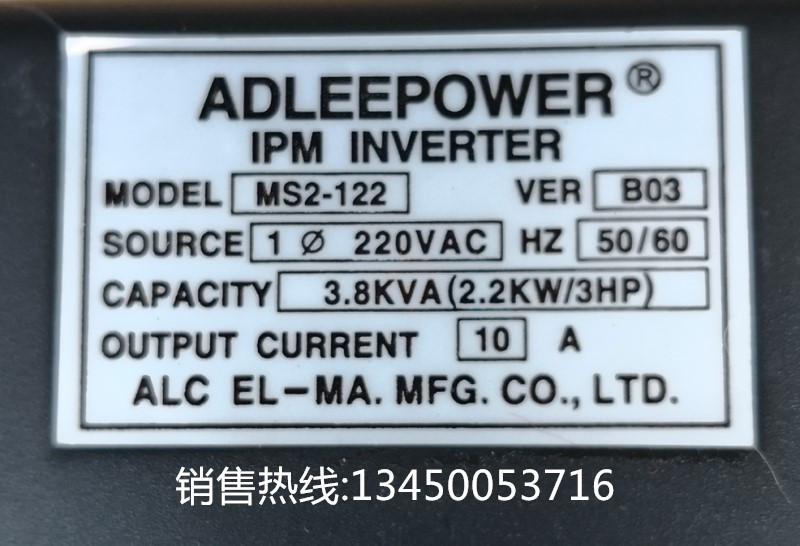 ADLEEPOWER®
IPM INVERTER
MODEL MS2-122 VER B03
SOURCE 1 Ø 220VAC HZ 50/60
CAPACITY 3.8KVA(2.2KW/3HP)
OUTPUT CURRENT 10 A
ALC EL-MA. MFG. CO., LTD.
销售热线:13450053716